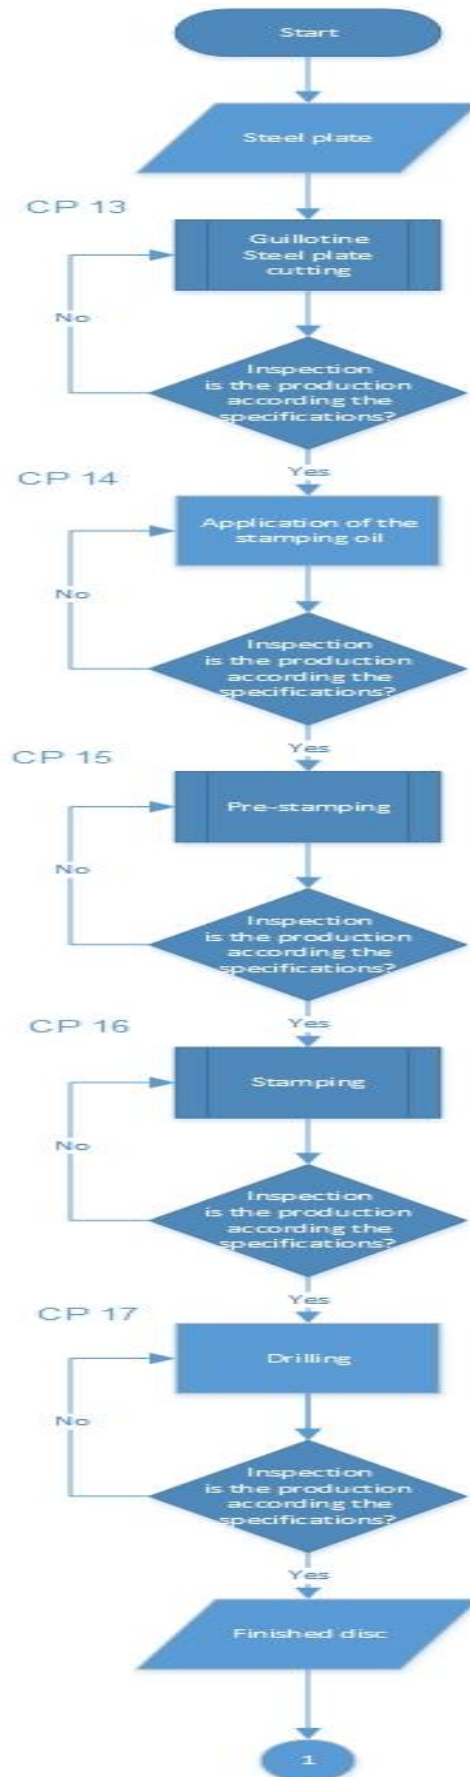 Start
Steel plate
CP 13
Guillotine
Steel plate
cutting
No
Inspection
is the production
according the
specifications?
Yes
CP 14
Application of the
stamping oil
No
Inspection
is the production
according the
specifications?
Yes
CP 15
Pre-stamping
No
Inspection
is the production
according the
specifications?
Yes
CP 16
Stamping
No
Inspection
is the production
according the
specifications?
Yes
CP 17
Drilling
No
Inspection
is the production
according the
specifications?
Yes
Finished disc
1